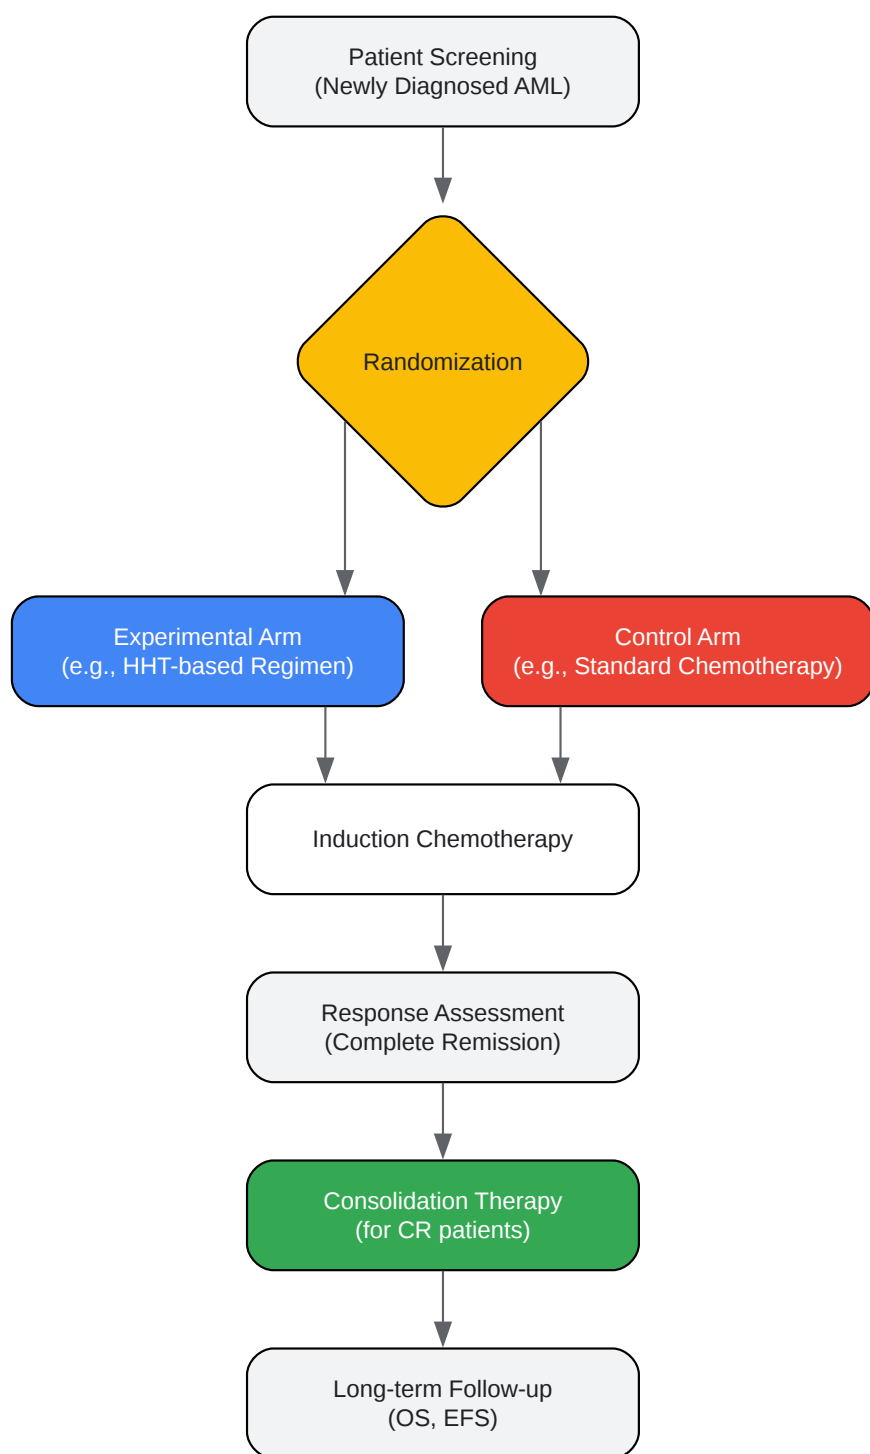 Patient Screening
(Newly Diagnosed AML)
Randomization
Experimental Arm
(e.g., HHT-based Regimen)
Control Arm
(e.g., Standard Chemotherapy)
Induction Chemotherapy
Response Assessment
(Complete Remission)
Consolidation Therapy
(for CR patients)
Long-term Follow-up
(OS, EFS)